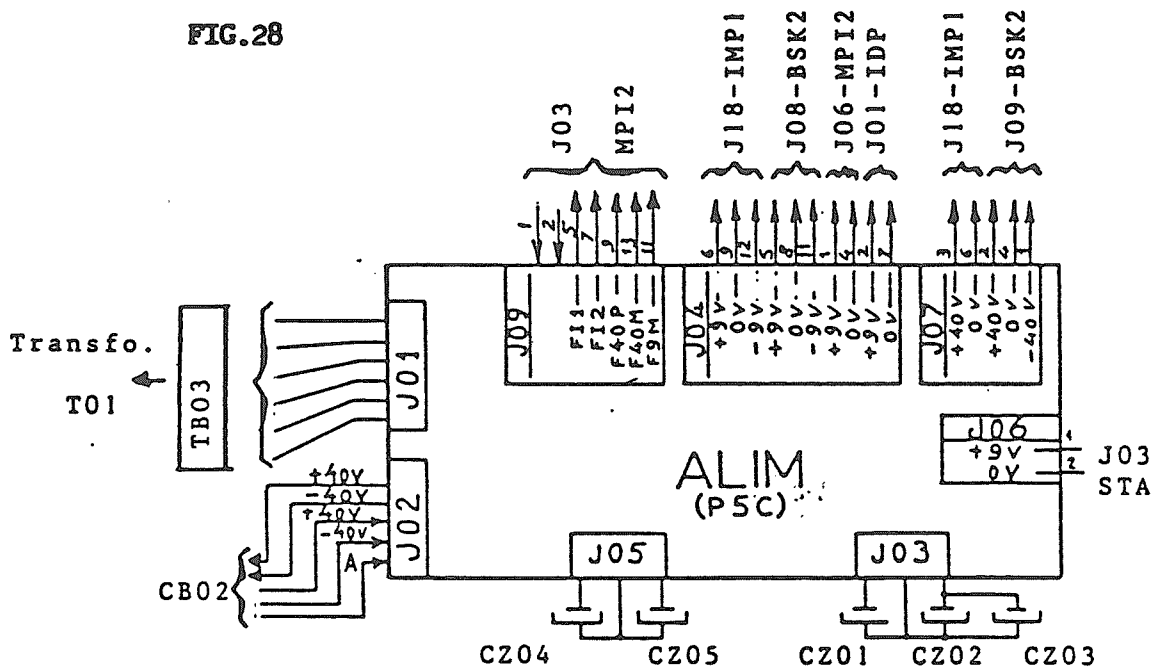 FIG.28
J03
MPI2
J18-IMP1
J08-BSK2
J06-MPI2
J01-IDP
J18-IMP1
J09-BSK2
1
2
5
7
9
13
11
6
9
12
5
8
11
1
4
2
7
3
6
2
4
1
J09
FI1
FI2
F40P
F40M
F9M
J04
+9V
0V
-9V
+9V
0V
-9V
+9V
0V
+9V
0V
J07
+40V
0V
+40V
0V
-40V
Transfo.
T01
TB03
J01
J06
+9V 1
0V 2
J03
STA
ALIM
(PSC)
+40V
-40V
+40V
-40V
A
J02
CB02
J05
J03
CZ04
CZ05
CZ01
CZ02
CZ03